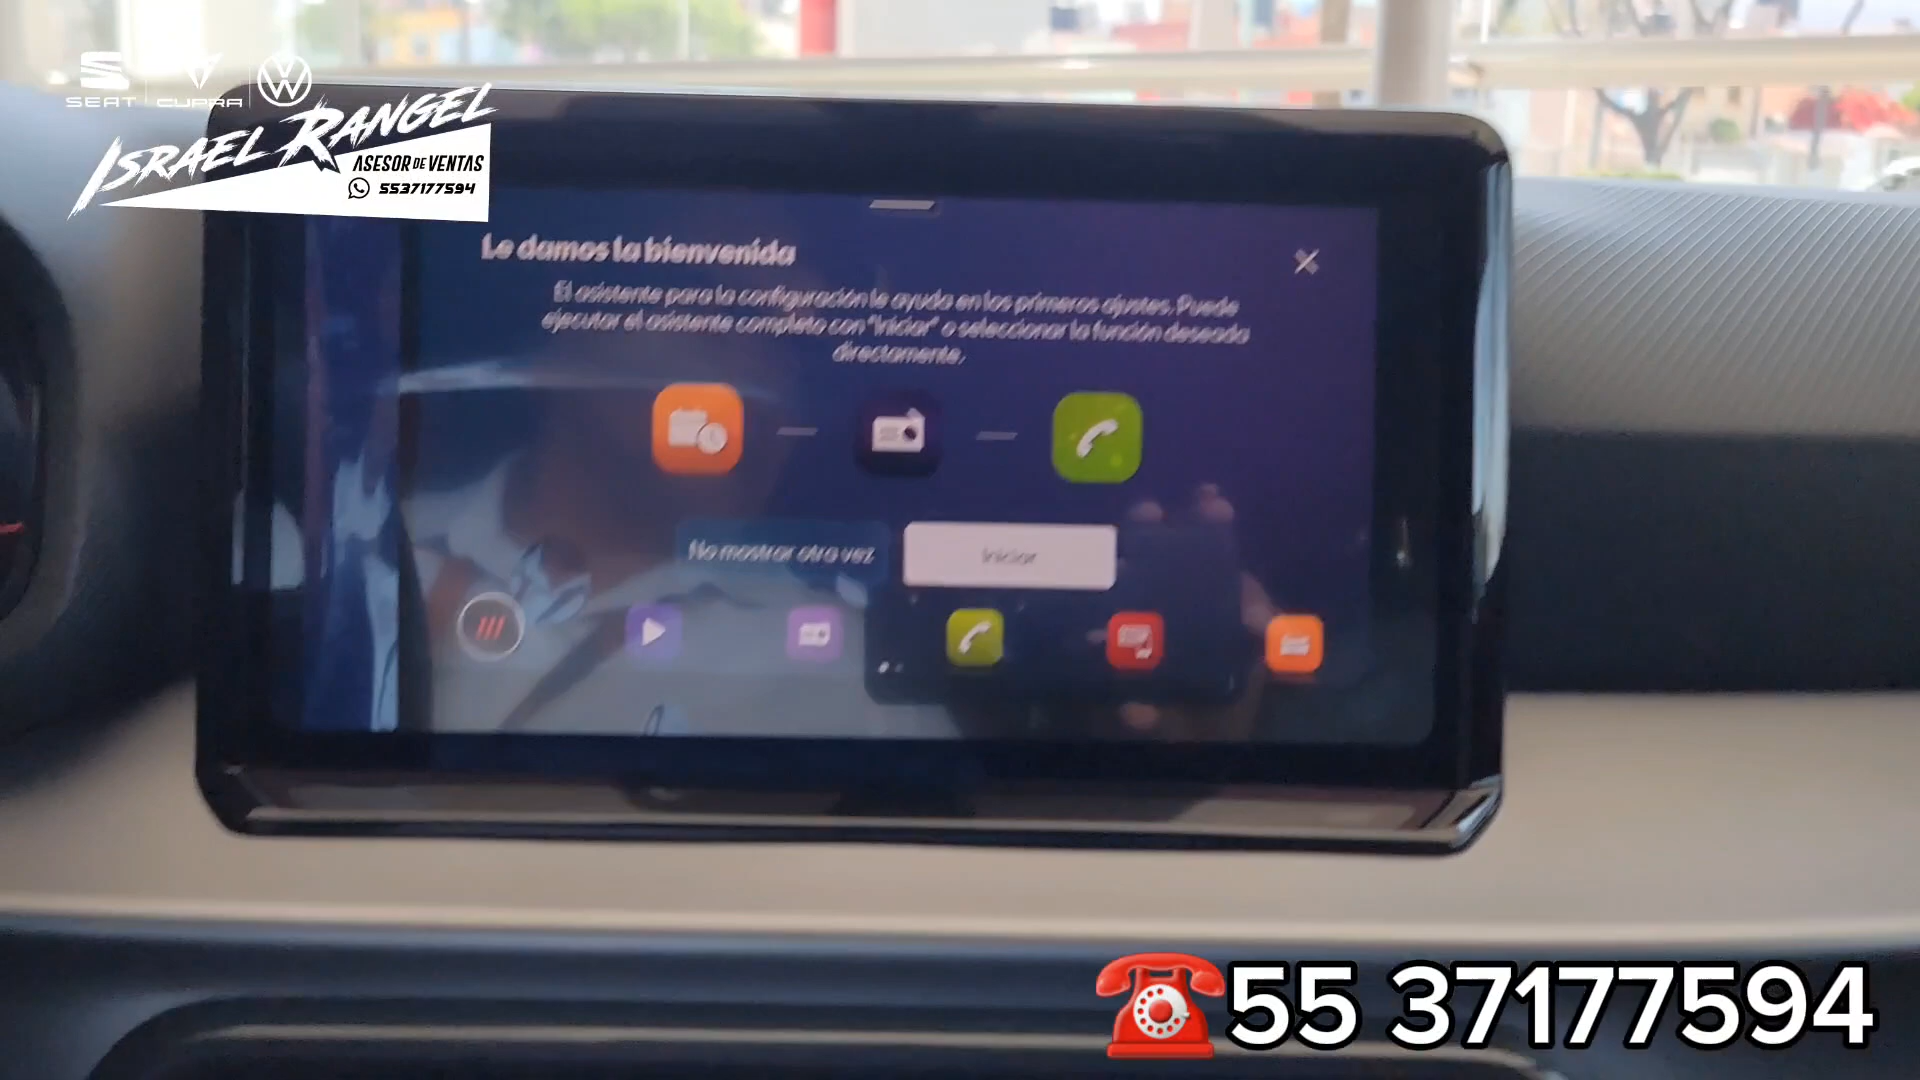 SEAT CUPRA
ISRAEL RANGEL
ASESOR DE VENTAS
5537177594
Le damos la bienvenida
El asistente para la configuración le ayuda en los primeros ajustes. Puede
ejecutar el asistente completo con "Iniciar" o seleccionar la función deseada
directamente.
No mostrar otra vez
Iniciar
55 37177594